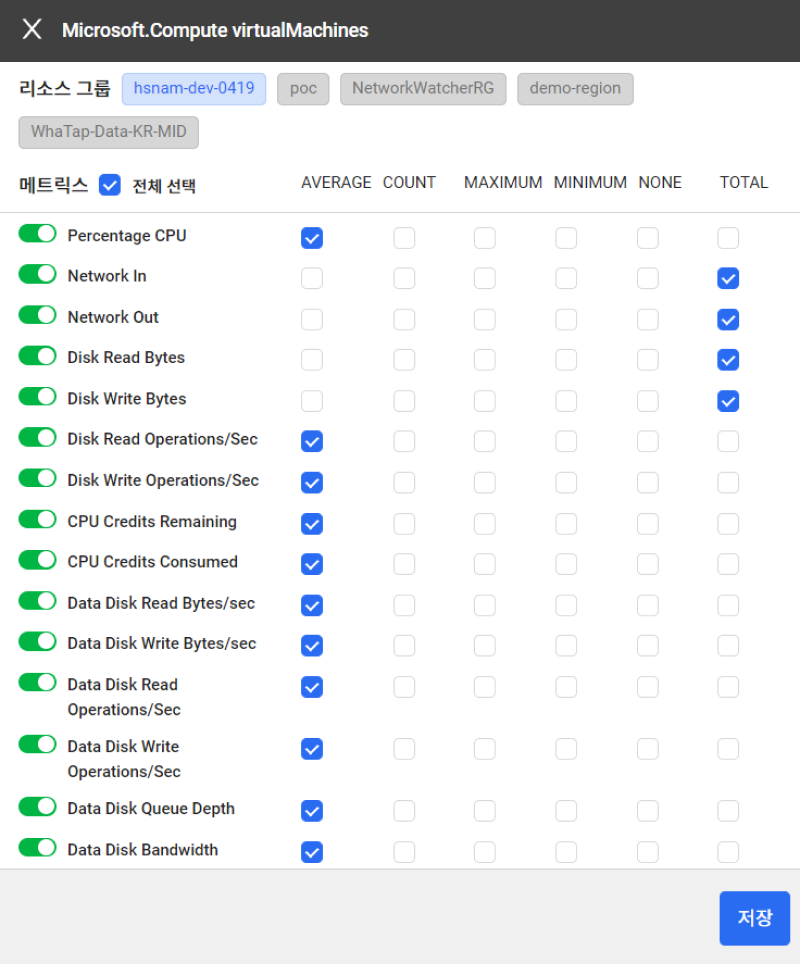 Microsoft.Compute virtualMachines
리소스 그룹 hsnam-dev-0419 poc NetworkWatcherRG demo-region
WhaTap-Data-KR-MID
메트릭스 전체 선택 AVERAGE COUNT MAXIMUM MINIMUM NONE TOTAL
Percentage CPU
Network In
Network Out
Disk Read Bytes
Disk Write Bytes
Disk Read Operations/Sec
Disk Write Operations/Sec
CPU Credits Remaining
CPU Credits Consumed
Data Disk Read Bytes/sec
Data Disk Write Bytes/sec
Data Disk Read
Operations/Sec
Data Disk Write
Operations/Sec
Data Disk Queue Depth
Data Disk Bandwidth
저장